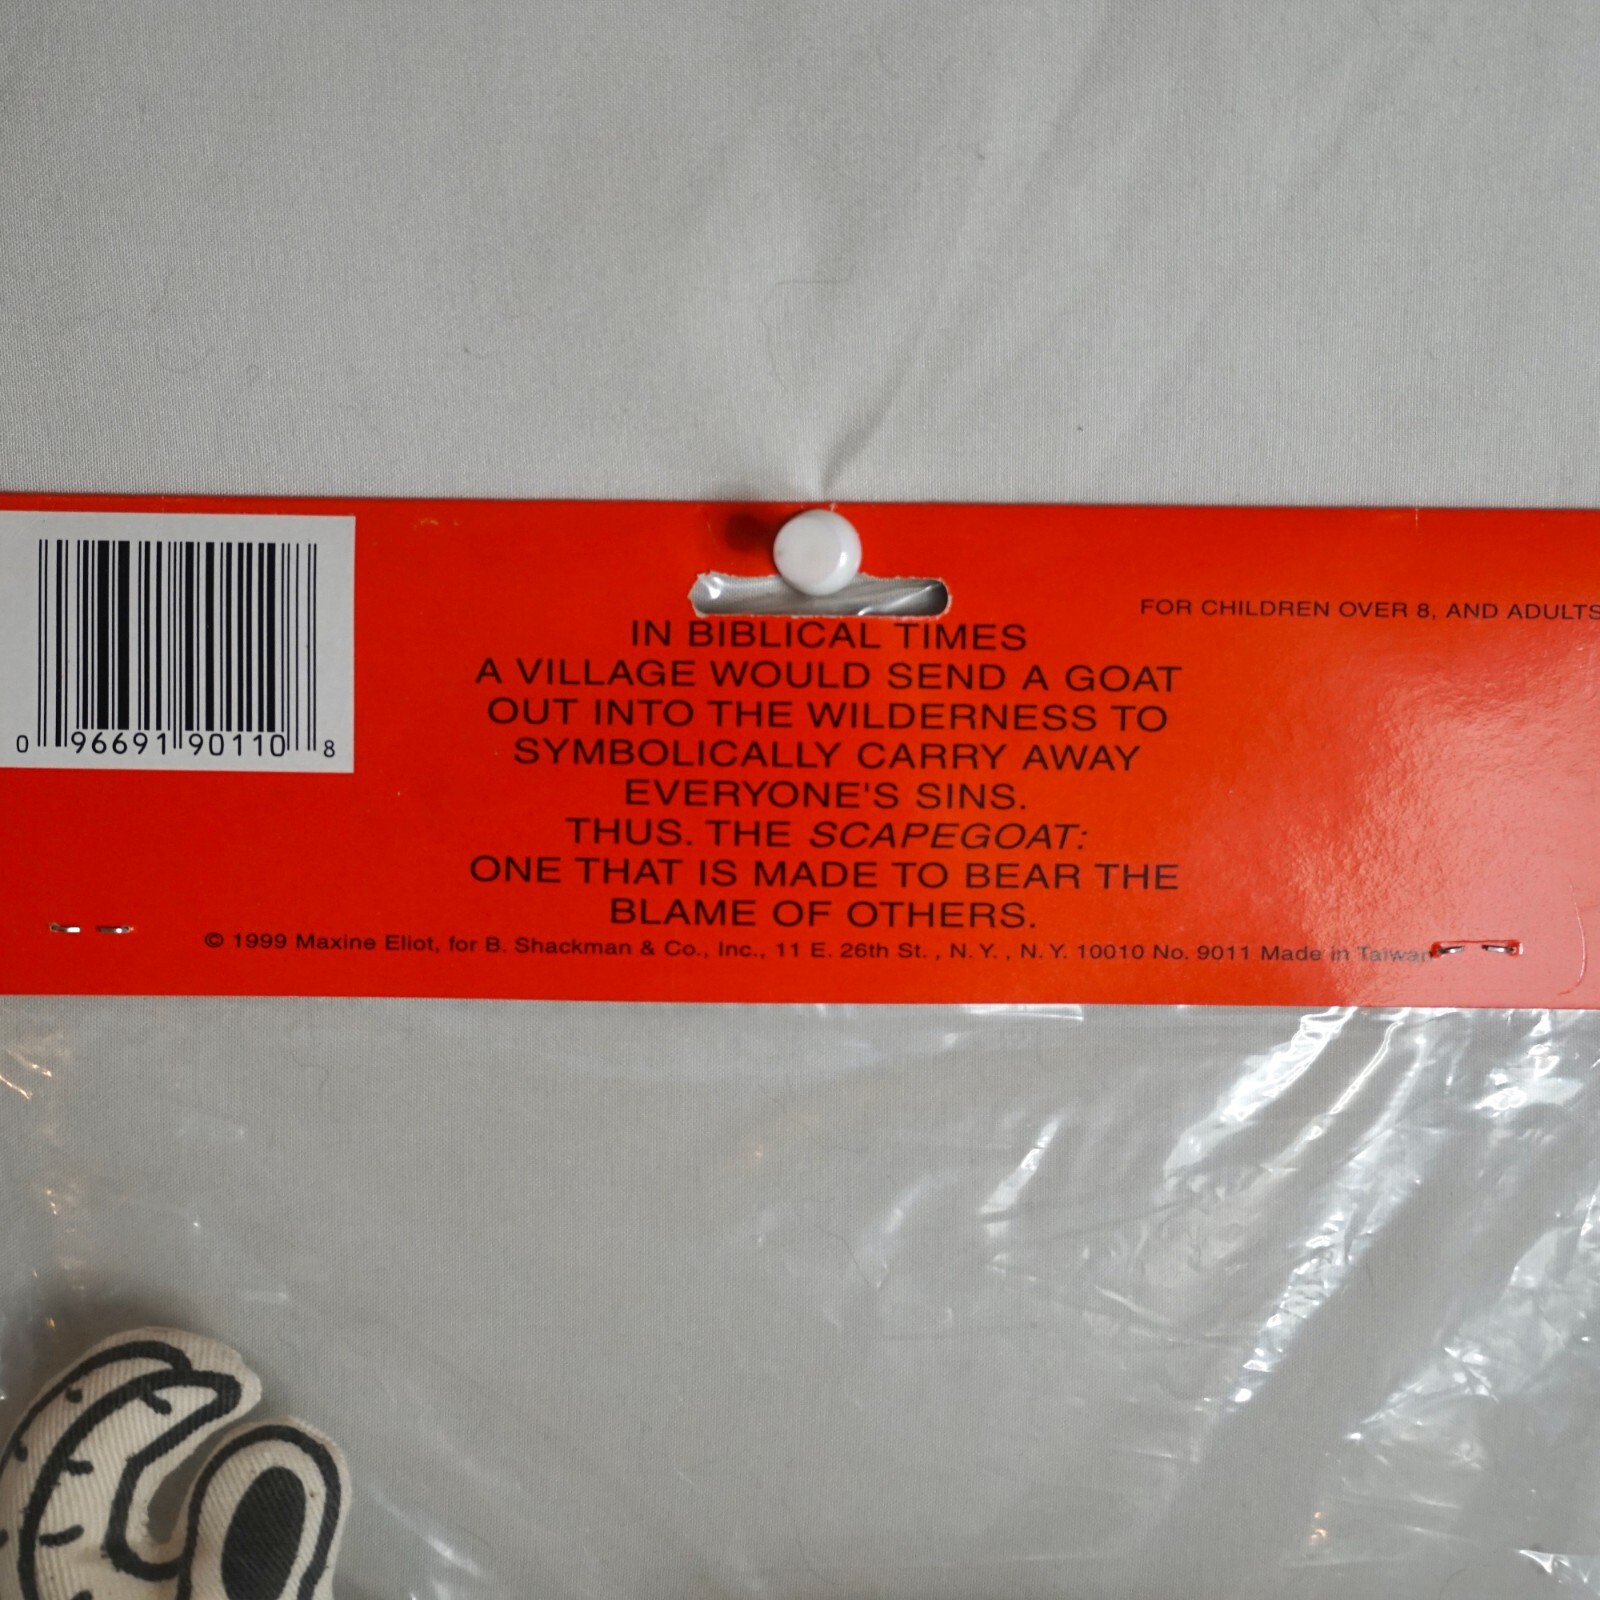 FOR CHILDREN OVER 8, AND ADULTS
IN BIBLICAL TIMES
A VILLAGE WOULD SEND A GOAT
OUT INTO THE WILDERNESS TO
SYMBOLICALLY CARRY AWAY
EVERYONE'S SINS.
THUS. THE SCAPEGOAT:
ONE THAT IS MADE TO BEAR THE
BLAME OF OTHERS.
© 1999 Maxine Eliot, for B. Shackman & Co., Inc., 11 E. 26th St. , N. Y. , N. Y. 10010 No. 9011 Made in Taiwan
0 96691 90110 8